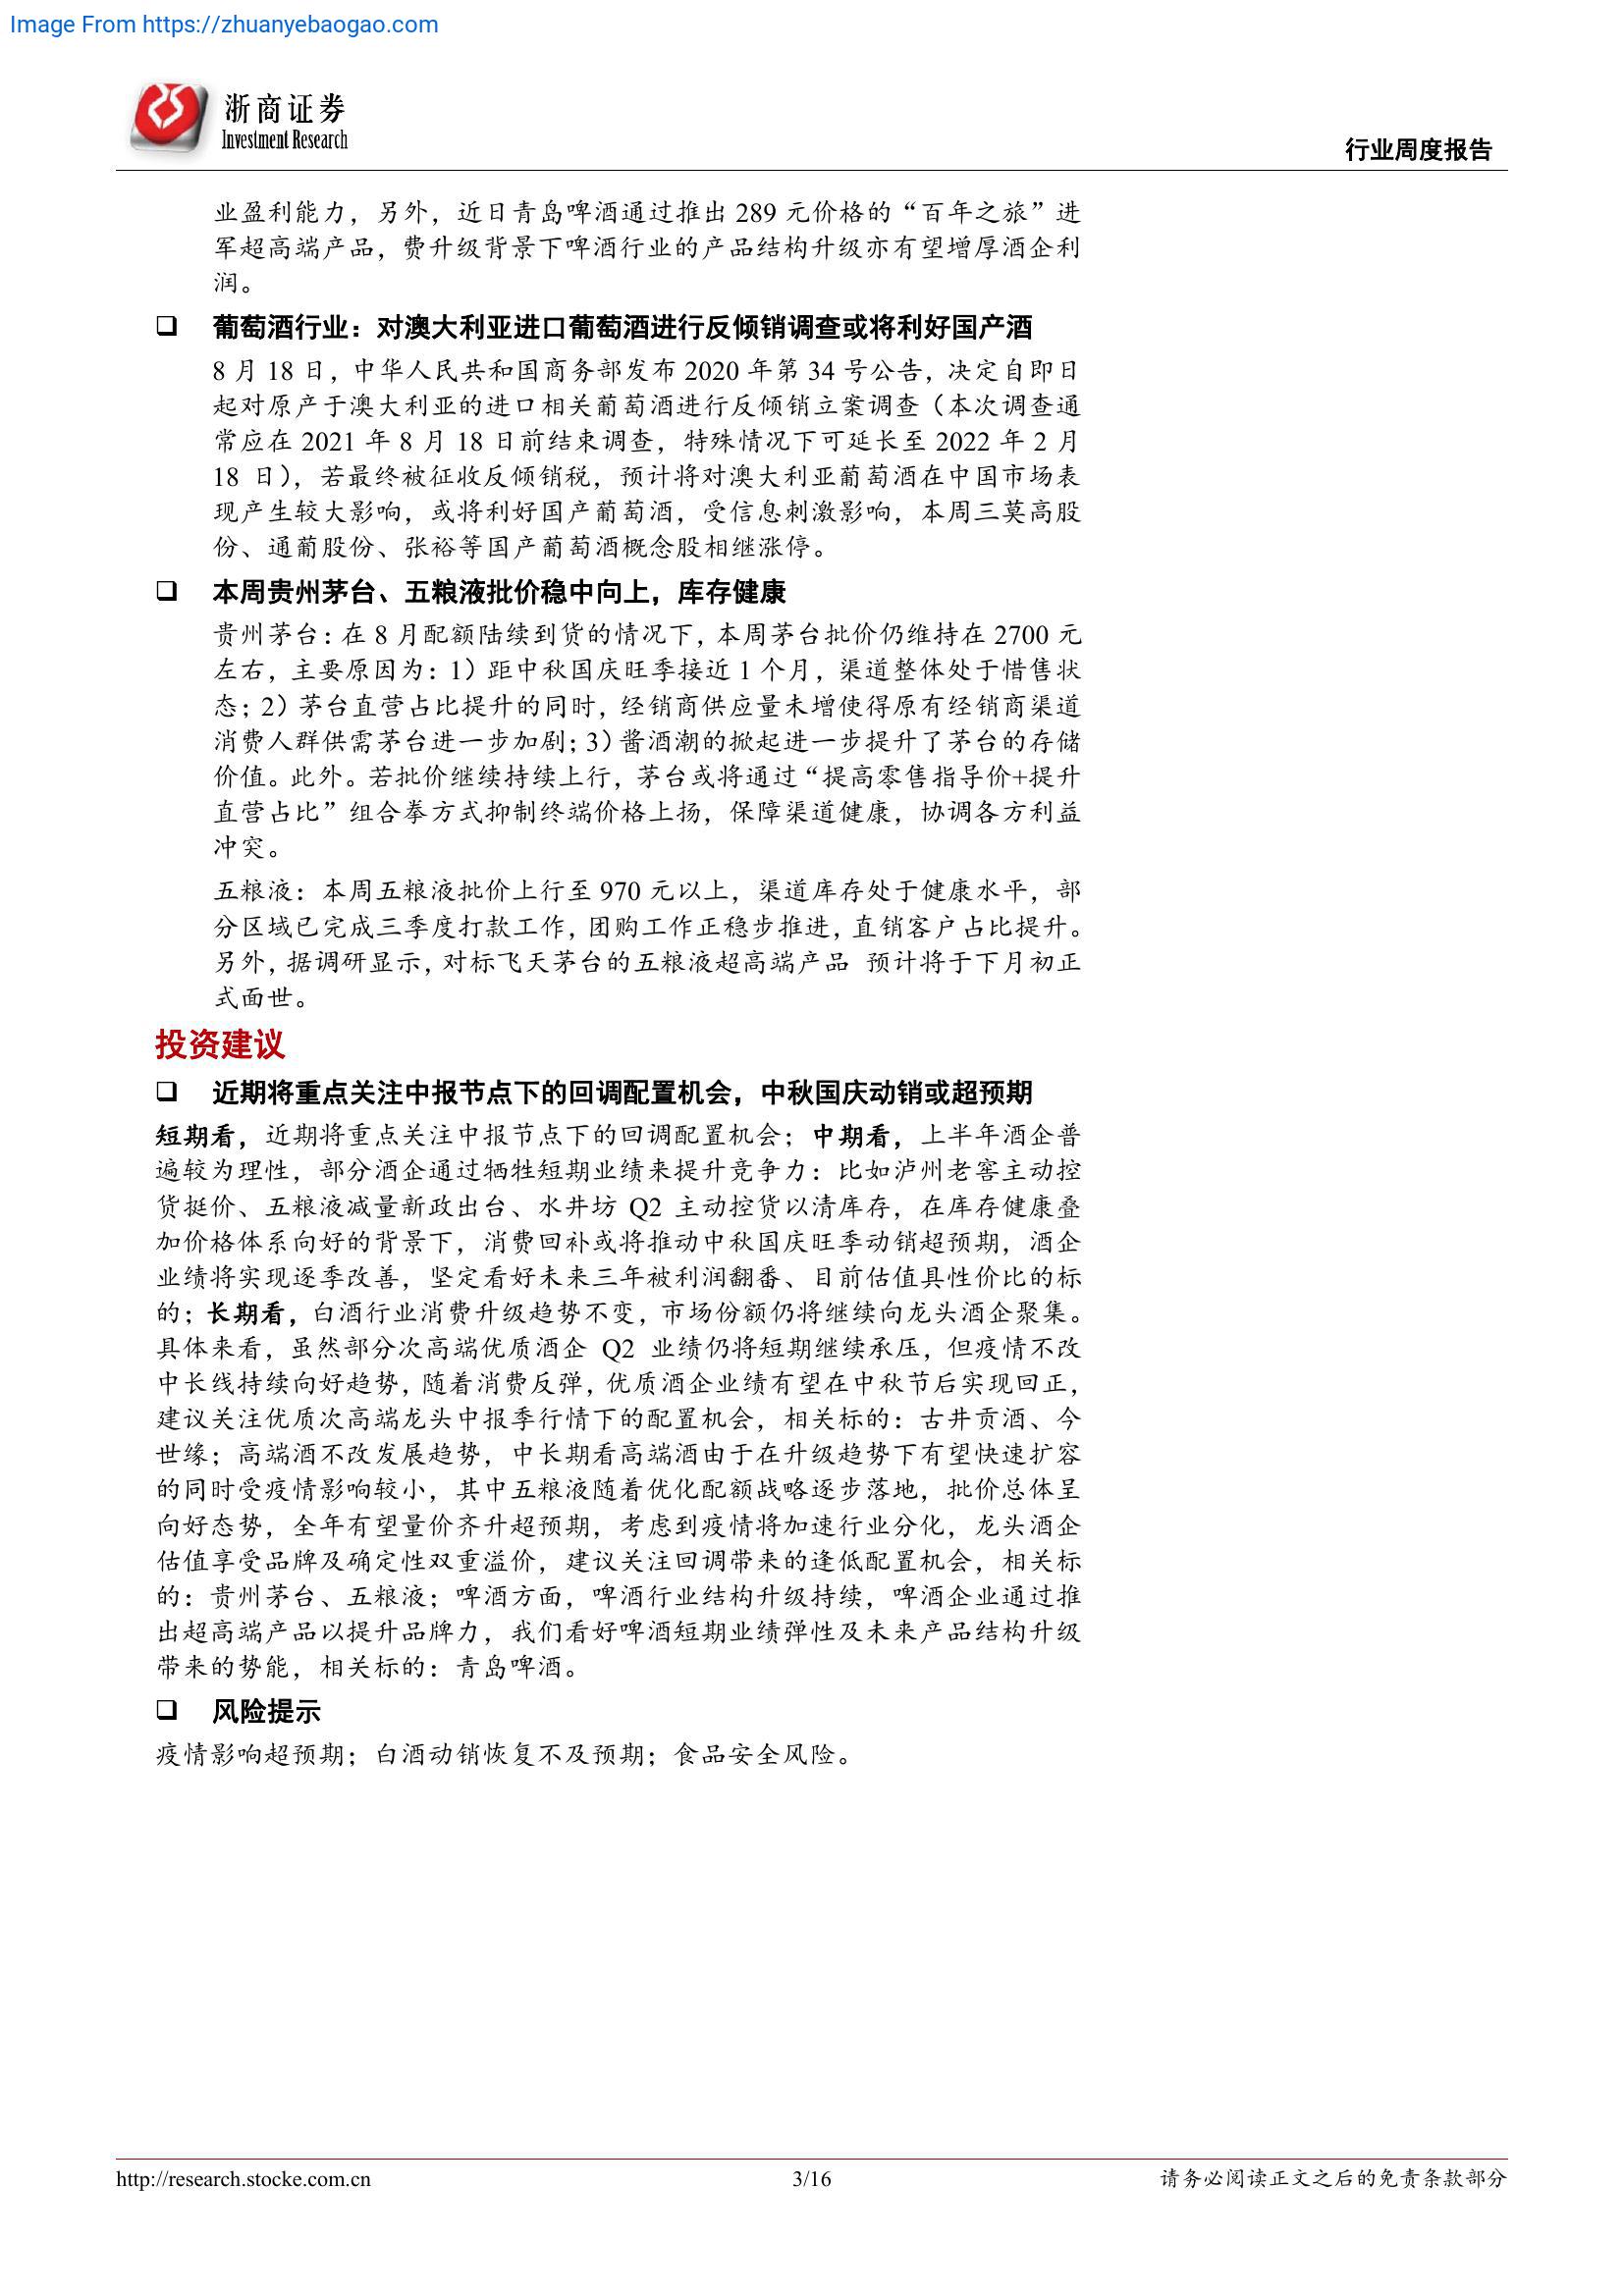 Image From https://zhuanyebaogao.com
浙商证券
Investment Research
行业周度报告
业盈利能力，另外，近日青岛啤酒通过推出 289 元价格的“百年之旅”进
军超高端产品，费升级背景下啤酒行业的产品结构升级亦有望增厚酒企利
润。
❑ 葡萄酒行业：对澳大利亚进口葡萄酒进行反倾销调查或将利好国产酒
8 月 18 日，中华人民共和国商务部发布 2020 年第 34 号公告，决定自即日
起对原产于澳大利亚的进口相关葡萄酒进行反倾销立案调查（本次调查通
常应在 2021 年 8 月 18 日前结束调查，特殊情况下可延长至 2022 年 2 月
18 日），若最终被征收反倾销税，预计将对澳大利亚葡萄酒在中国市场表
现产生较大影响，或将利好国产葡萄酒，受信息刺激影响，本周三莫高股
份、通葡股份、张裕等国产葡萄酒概念股相继涨停。
❑ 本周贵州茅台、五粮液批价稳中向上，库存健康
贵州茅台：在 8 月配额陆续到货的情况下，本周茅台批价仍维持在 2700 元
左右，主要原因为：1）距中秋国庆旺季接近 1 个月，渠道整体处于惜售状
态；2）茅台直营占比提升的同时，经销商供应量未增使得原有经销商渠道
消费人群供需茅台进一步加剧；3）酱酒潮的掀起进一步提升了茅台的存储
价值。此外。若批价继续持续上行，茅台或将通过“提高零售指导价+提升
直营占比”组合拳方式抑制终端价格上扬，保障渠道健康，协调各方利益
冲突。
五粮液：本周五粮液批价上行至 970 元以上，渠道库存处于健康水平，部
分区域已完成三季度打款工作，团购工作正稳步推进，直销客户占比提升。
另外，据调研显示，对标飞天茅台的五粮液超高端产品 预计将于下月初正
式面世。
投资建议
❑ 近期将重点关注中报节点下的回调配置机会，中秋国庆动销或超预期
短期看，近期将重点关注中报节点下的回调配置机会；中期看，上半年酒企普
遍较为理性，部分酒企通过牺牲短期业绩来提升竞争力：比如泸州老窖主动控
货挺价、五粮液减量新政出台、水井坊 Q2 主动控货以清库存，在库存健康叠
加价格体系向好的背景下，消费回补或将推动中秋国庆旺季动销超预期，酒企
业绩将实现逐季改善，坚定看好未来三年被利润翻番、目前估值具性价比的标
的；长期看，白酒行业消费升级趋势不变，市场份额仍将继续向龙头酒企聚集。
具体来看，虽然部分次高端优质酒企 Q2 业绩仍将短期继续承压，但疫情不改
中长线持续向好趋势，随着消费反弹，优质酒企业绩有望在中秋节后实现回正，
建议关注优质次高端龙头中报季行情下的配置机会，相关标的：古井贡酒、今
世缘；高端酒不改发展趋势，中长期看高端酒由于在升级趋势下有望快速扩容
的同时受疫情影响较小，其中五粮液随着优化配额战略逐步落地，批价总体呈
向好态势，全年有望量价齐升超预期，考虑到疫情将加速行业分化，龙头酒企
估值享受品牌及确定性双重溢价，建议关注回调带来的逢低配置机会，相关标
的：贵州茅台、五粮液；啤酒方面，啤酒行业结构升级持续，啤酒企业通过推
出超高端产品以提升品牌力，我们看好啤酒短期业绩弹性及未来产品结构升级
带来的势能，相关标的：青岛啤酒。
❑ 风险提示
疫情影响超预期；白酒动销恢复不及预期；食品安全风险。
http://research.stocke.com.cn
3/16
请务必阅读正文之后的免责条款部分